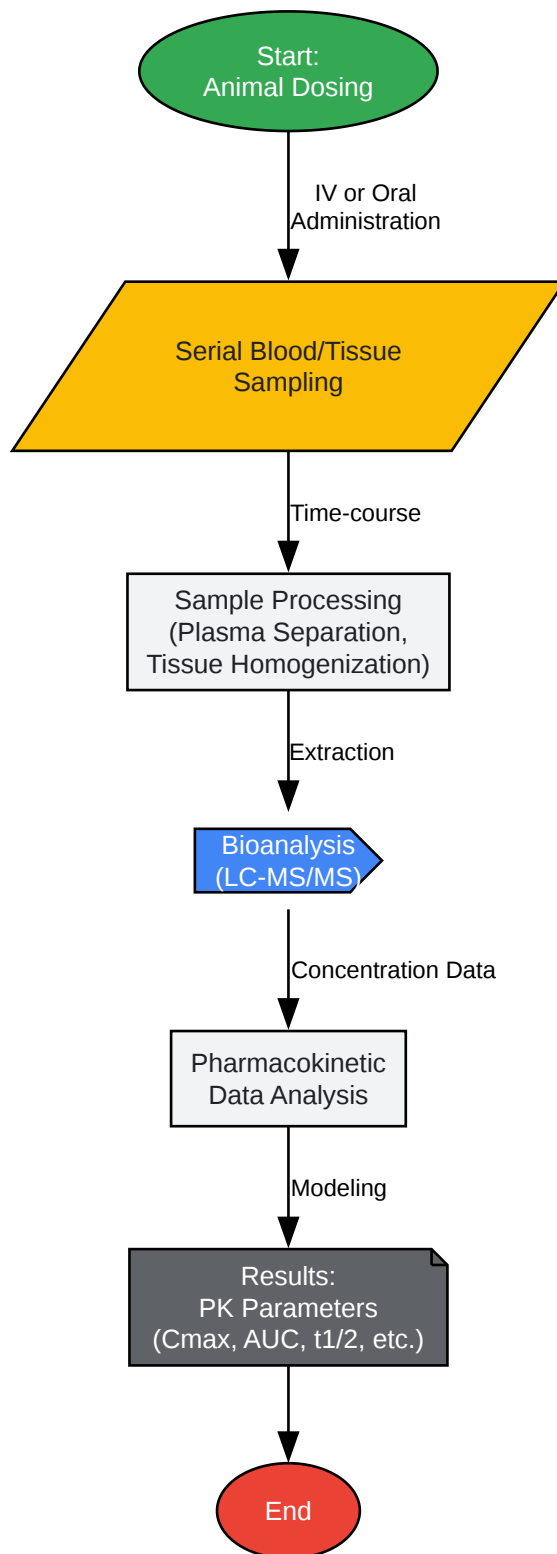 Start:
Animal Dosing
IV or Oral
Administration
Serial Blood/Tissue
Sampling
Time-course
Sample Processing
(Plasma Separation,
Tissue Homogenization)
Extraction
Bioanalysis
(LC-MS/MS)
Concentration Data
Pharmacokinetic
Data Analysis
Modeling
Results:
PK Parameters
(Cmax, AUC, t1/2, etc.)
End